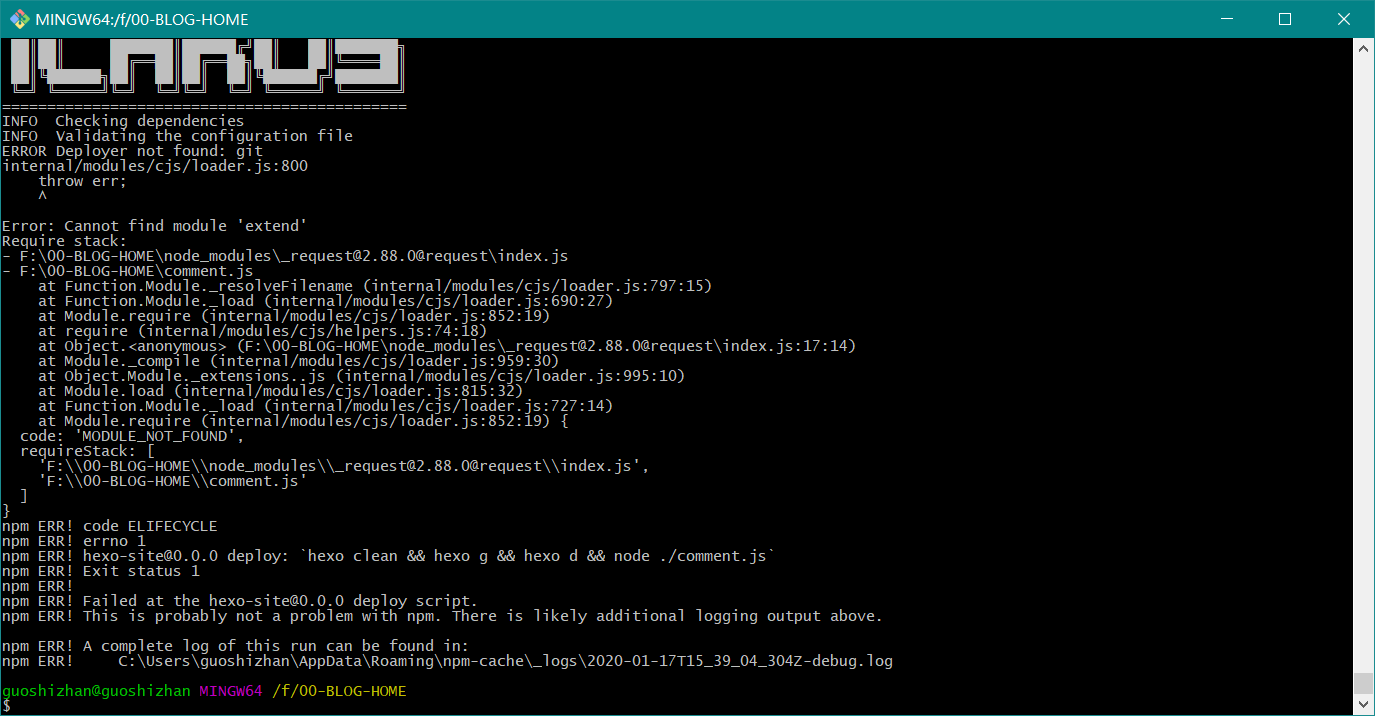 MINGW64:/f/00-BLOG-HOME
============================================
INFO  Checking dependencies
INFO  Validating the configuration file
ERROR Deployer not found: git
internal/modules/cjs/loader.js:800
    throw err;
    ^
Error: Cannot find module 'extend'
Require stack:
- F:\00-BLOG-HOME\node_modules\_request@2.88.0@request\index.js
- F:\00-BLOG-HOME\comment.js
    at Function.Module._resolveFilename (internal/modules/cjs/loader.js:797:15)
    at Function.Module._load (internal/modules/cjs/loader.js:690:27)
    at Module.require (internal/modules/cjs/loader.js:852:19)
    at require (internal/modules/cjs/helpers.js:74:18)
    at Object.<anonymous> (F:\00-BLOG-HOME\node_modules\_request@2.88.0@request\index.js:17:14)
    at Module._compile (internal/modules/cjs/loader.js:959:30)
    at Object.Module._extensions..js (internal/modules/cjs/loader.js:995:10)
    at Module.load (internal/modules/cjs/loader.js:815:32)
    at Function.Module._load (internal/modules/cjs/loader.js:727:14)
    at Module.require (internal/modules/cjs/loader.js:852:19) {
  code: 'MODULE_NOT_FOUND',
  requireStack: [
    'F:\\00-BLOG-HOME\\node_modules\\_request@2.88.0@request\\index.js',
    'F:\\00-BLOG-HOME\\comment.js'
  ]
}
npm ERR! code ELIFECYCLE
npm ERR! errno 1
npm ERR! hexo-site@0.0.0 deploy: `hexo clean && hexo g && hexo d && node ./comment.js`
npm ERR! Exit status 1
npm ERR!
npm ERR! Failed at the hexo-site@0.0.0 deploy script.
npm ERR! This is probably not a problem with npm. There is likely additional logging output above.
npm ERR! A complete log of this run can be found in:
npm ERR!     C:\Users\guoshizhan\AppData\Roaming\npm-cache\_logs\2020-01-17T15_39_04_304Z-debug.log
guoshizhan@guoshizhan MINGW64 /f/00-BLOG-HOME
$